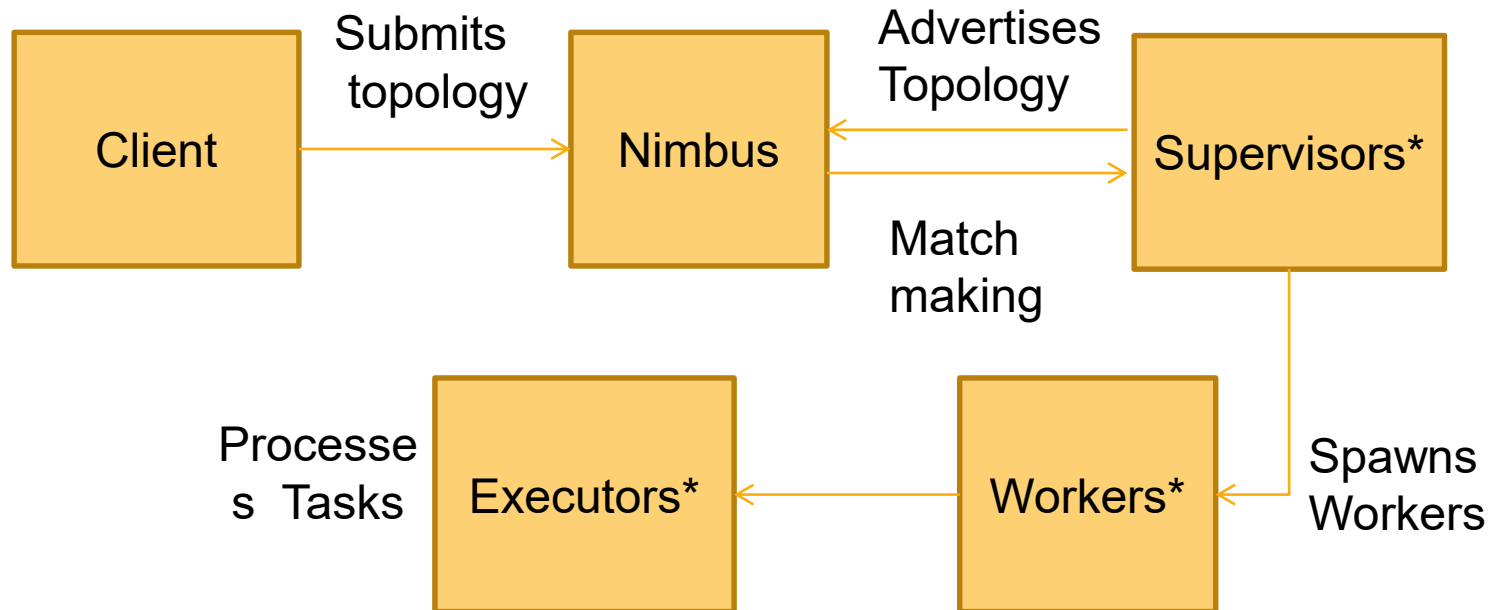 Client
Submits
topology
Nimbus
Advertises
Topology
Supervisors*
Match
making
Processe
s Tasks
Executors*
Workers*
Spawns
Workers